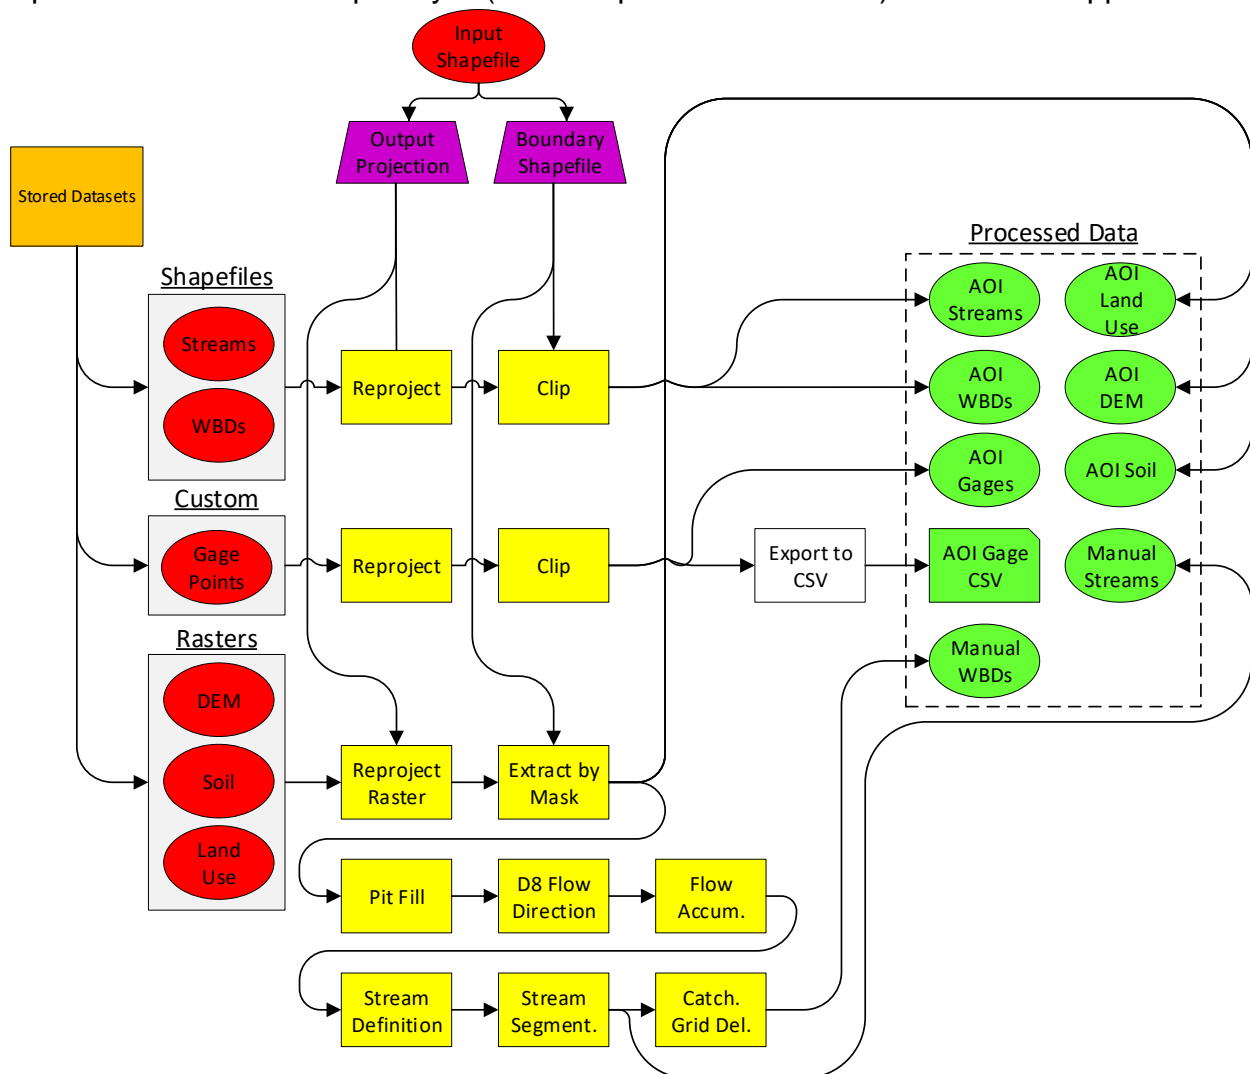 Input
Shapefile
Output
Projection
Boundary
Shapefile
Stored Datasets
Processed Data
Shapefiles
Streams
WBDs
Reproject
Clip
AOI
Streams
AOI
Land
Use
AOI
WBDs
AOI
DEM
AOI
Gages
AOI Soil
Custom
Gage
Points
Reproject
Clip
Export to
CSV
AOI Gage
CSV
Manual
Streams
Manual
WBDs
Rasters
DEM
Soil
Land
Use
Reproject
Raster
Extract by
Mask
Pit Fill
D8 Flow
Direction
Flow
Accum.
Stream
Definition
Stream
Segment.
Catch.
Grid Del.